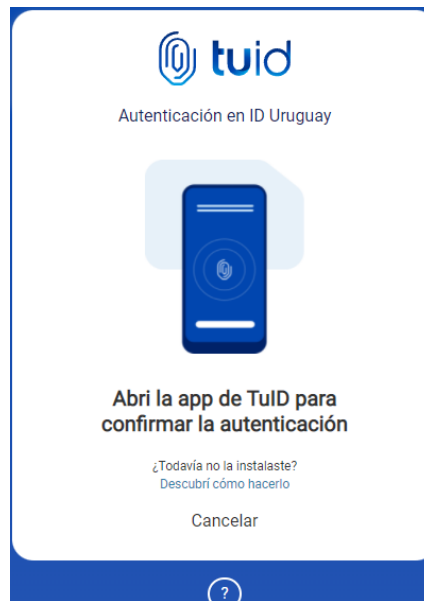 tuid
Autenticación en ID Uruguay
Abri la app de TuID para
confirmar la autenticación
¿Todavía no la instalaste?
Descubrí cómo hacerlo
Cancelar
?